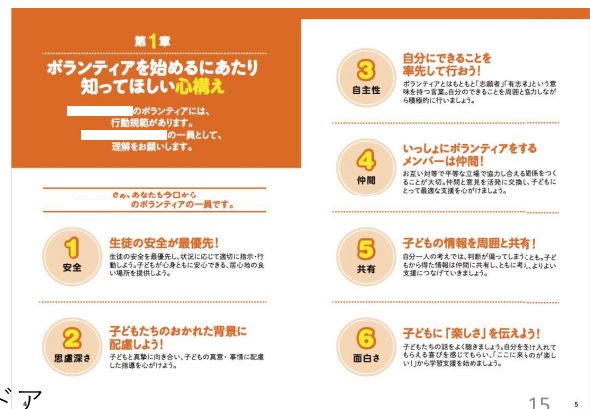 第1章
ボランティアを始めるにあたり
知ってほしい心構え
のボランティアには、
行動規範があります。
の一員として、
理解をお願いします。
さぁ、あなたも今日から
のボランティアの一員です。
1
安全
生徒の安全が最優先!
生徒の安全を最優先し、状況に応じて適切に指示・行
動しよう。子どもが心身ともに安心できる、居心地の良
い場所を提供しよう。
2
思慮深さ
子どもたちのおかれた背景に
配慮しよう!
子どもと真摯に向き合い、子どもの真意・事情に配慮
した指導を心がけよう。
3
自主性
自分にできることを
率先して行おう!
ボランティアとはもともと「志願者」「有志者」という意
味を持つ言葉。自分のできることを周囲と協力しなが
ら積極的に行いましょう。
4
仲間
いっしょにボランティアをする
メンバーは仲間!
お互い対等で平等な立場で協力し合える関係をつく
ることが大切。仲間と意見を活発に交換し、子どもに
とって最適な支援を心がけましょう。
5
共有
子どもの情報を周囲と共有!
自分一人の考えでは、判断が偏ってしまうことも。子ど
もから得た情報は仲間に共有し、ともに考え、よりよい
支援につなげていきましょう。
6
面白さ
子どもに「楽しさ」を伝えよう!
子どもたちの話をよく聴きましょう。自分を受け入れて
もらえる喜びを感じてもらい、「ここに来るのが楽し
い!」から学習支援を始めましょう。
ドア
15
5